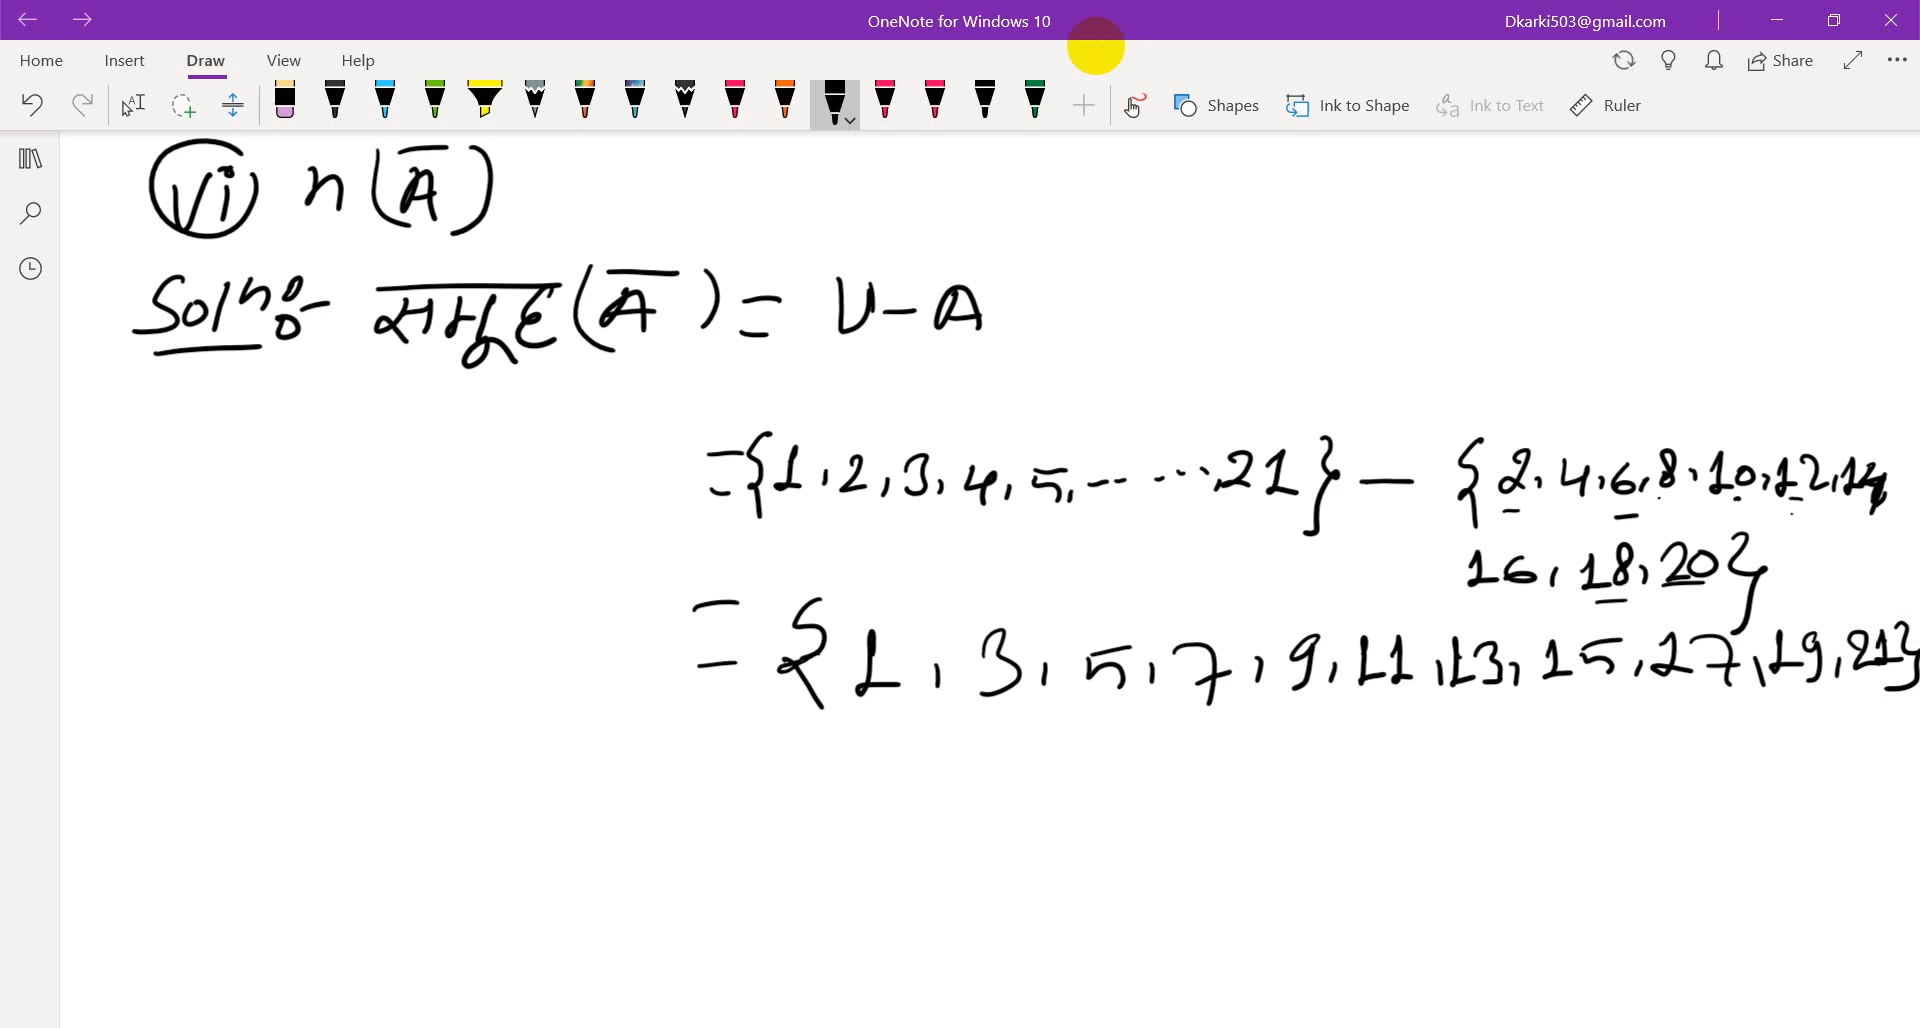 OneNote for Windows 10
Dkarki503@gmail.com
Home Insert Draw View Help
Share
Shapes Ink to Shape Ink to Text Ruler
(vi) n(A̅)
Solnः- समूह (A̅) = U - A
= {1, 2, 3, 4, 5, -- ---, 21} — {2, 4, 6, 8, 10, 12, 14,
16, 18, 20}
= {1, 3, 5, 7, 9, 11, 13, 15, 17, 19, 21}